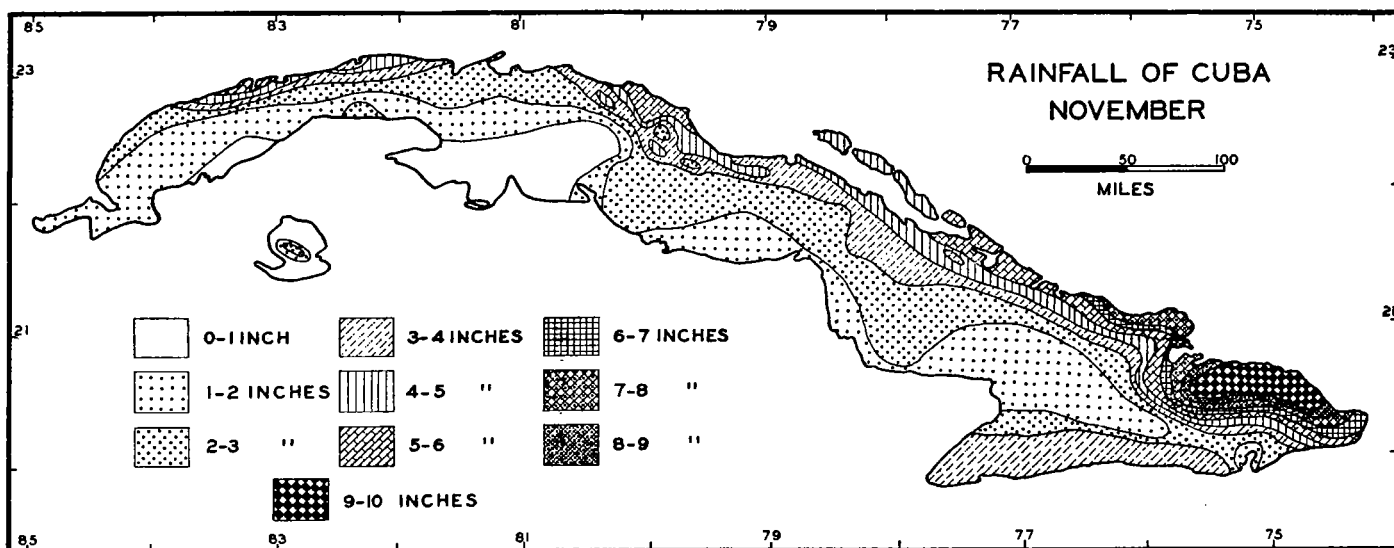 85 83 81 79 77 75
23 23
RAINFALL OF CUBA
NOVEMBER
0 50 100
MILES
21
0-1 INCH 3-4 INCHES 6-7 INCHES
1-2 INCHES 4-5 " 7-8 "
2-3 " 5-6 " 8-9 "
9-10 INCHES
85 83 81 79 77 75